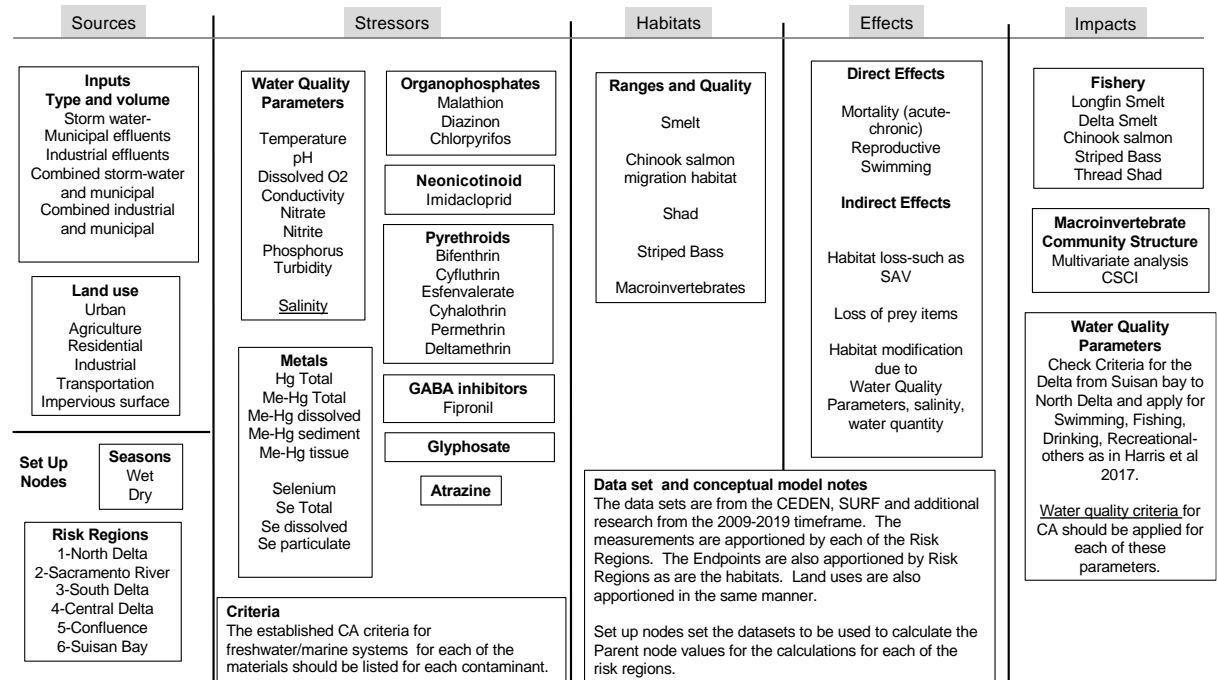 Sources
Stressors
Habitats
Effects
Impacts
Inputs
Type and volume
Storm water-
Municipal effluents
Industrial effluents
Combined storm-water
and municipal
Combined industrial
and municipal
Land use
Urban
Agriculture
Residential
Industrial
Transportation
Impervious surface
Set Up
Nodes
Seasons
Wet
Dry
Risk Regions
1-North Delta
2-Sacramento River
3-South Delta
4-Central Delta
5-Confluence
6-Suisan Bay
Water Quality
Parameters
Temperature
pH
Dissolved O2
Conductivity
Nitrate
Nitrite
Phosphorus
Turbidity
Salinity
Metals
Hg Total
Me-Hg Total
Me-Hg dissolved
Me-Hg sediment
Me-Hg tissue
Selenium
Se Total
Se dissolved
Se particulate
Organophosphates
Malathion
Diazinon
Chlorpyrifos
Neonicotinoid
Imidacloprid
Pyrethroids
Bifenthrin
Cyfluthrin
Esfenvalerate
Cyhalothrin
Permethrin
Deltamethrin
GABA inhibitors
Fipronil
Glyphosate
Atrazine
Criteria
The established CA criteria for
freshwater/marine systems for each of the
materials should be listed for each contaminant.
Ranges and Quality
Smelt
Chinook salmon
migration habitat
Shad
Striped Bass
Macroinvertebrates
Direct Effects
Mortality (acute-
chronic)
Reproductive
Swimming
Indirect Effects
Habitat loss-such as
SAV
Loss of prey items
Habitat modification
due to
Water Quality
Parameters, salinity,
water quantity
Data set and conceptual model notes
The data sets are from the CEDEN, SURF and additional
research from the 2009-2019 timeframe. The
measurements are apportioned by each of the Risk
Regions. The Endpoints are also apportioned by Risk
Regions as are the habitats. Land uses are also
apportioned in the same manner.
Set up nodes set the datasets to be used to calculate the
Parent node values for the calculations for each of the
risk regions.
Fishery
Longfin Smelt
Delta Smelt
Chinook salmon
Striped Bass
Thread Shad
Macroinvertebrate
Community Structure
Multivariate analysis
CSCI
Water Quality
Parameters
Check Criteria for the
Delta from Suisan bay to
North Delta and apply for
Swimming, Fishing,
Drinking, Recreational-
others as in Harris et al
2017.
Water quality criteria for
CA should be applied for
each of these
parameters.